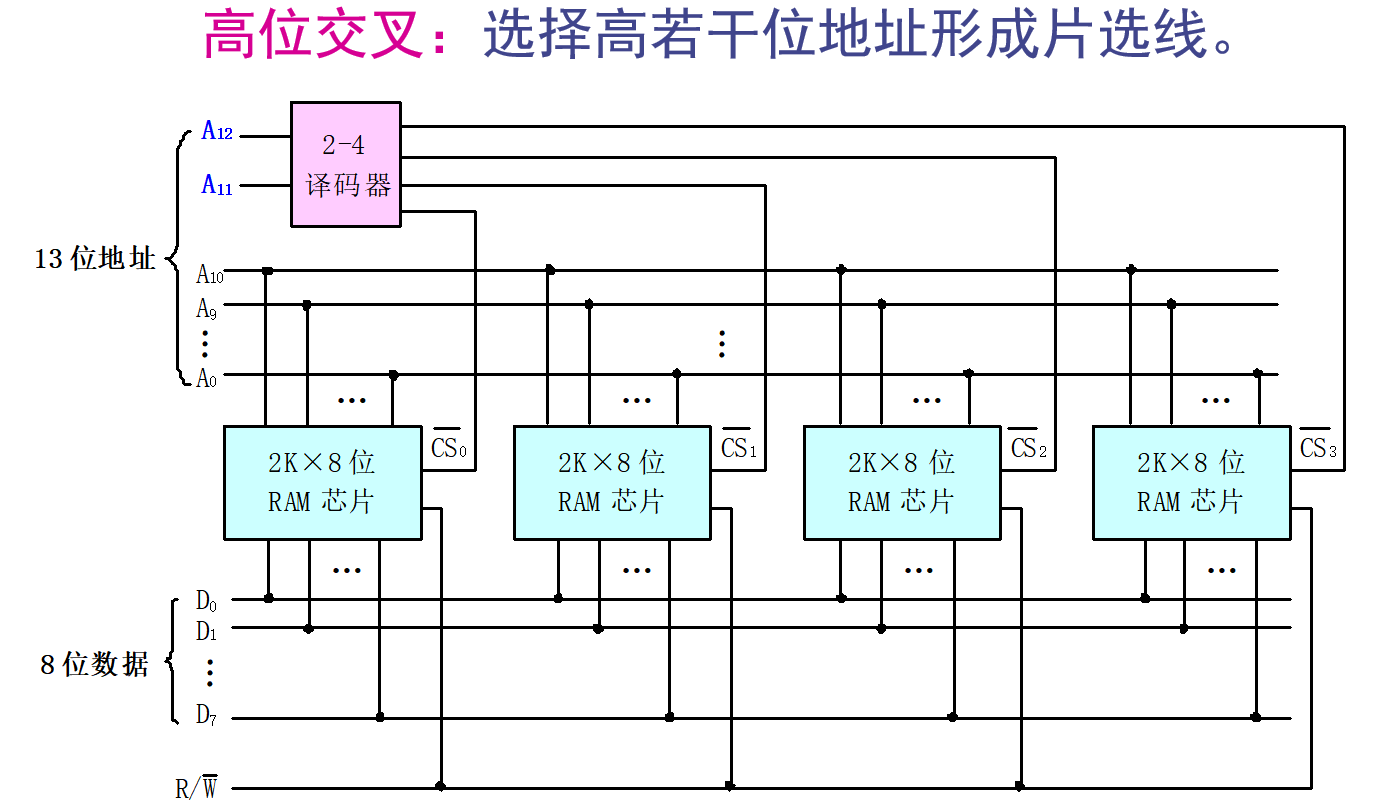 高位交叉：选择高若干位地址形成片选线。
A12
2-4
译码器
A11
13位地址
A10
A9
⋮
⋮
A0
… … … …
CS0 CS1 CS2 CS3
2K×8位 2K×8位 2K×8位 2K×8位
RAM芯片 RAM芯片 RAM芯片 RAM芯片
… … … …
D0
D1
8位数据
⋮
D7
R/W̅